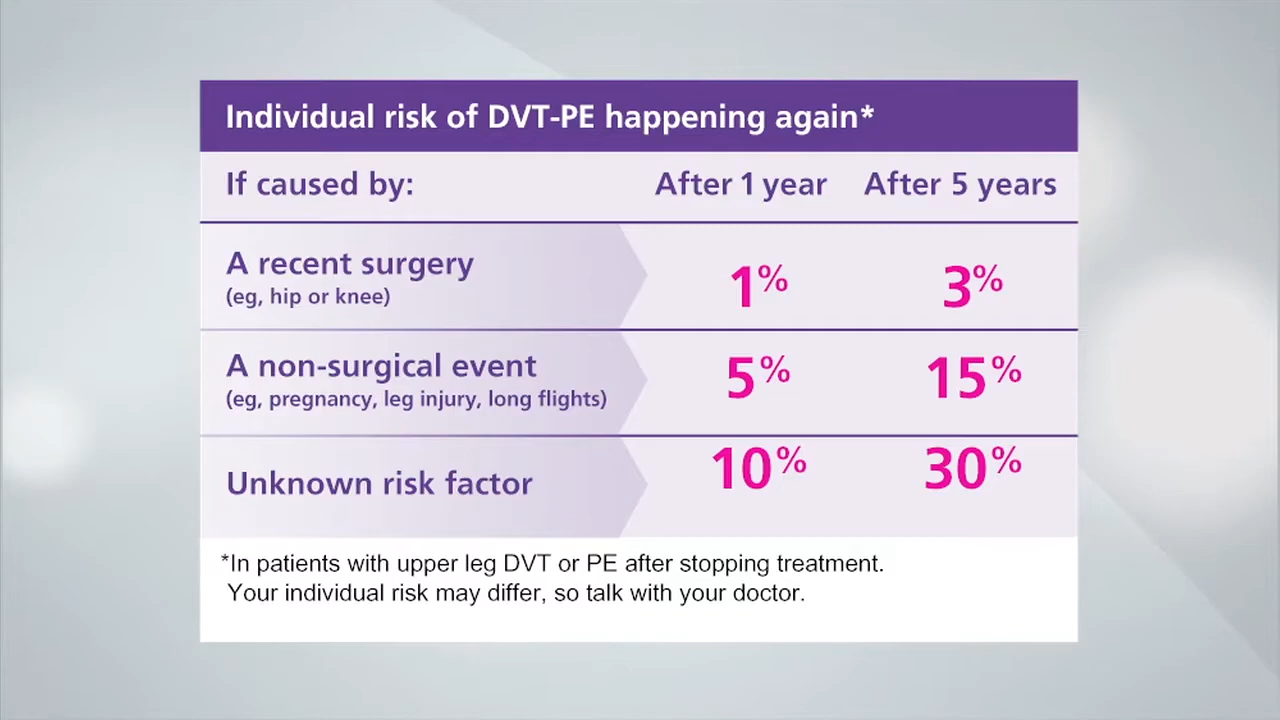 Individual risk of DVT-PE happening again*
If caused by: After 1 year After 5 years
A recent surgery
(eg, hip or knee)
1% 3%
A non-surgical event
(eg, pregnancy, leg injury, long flights)
5% 15%
Unknown risk factor
10% 30%
*In patients with upper leg DVT or PE after stopping treatment.
Your individual risk may differ, so talk with your doctor.